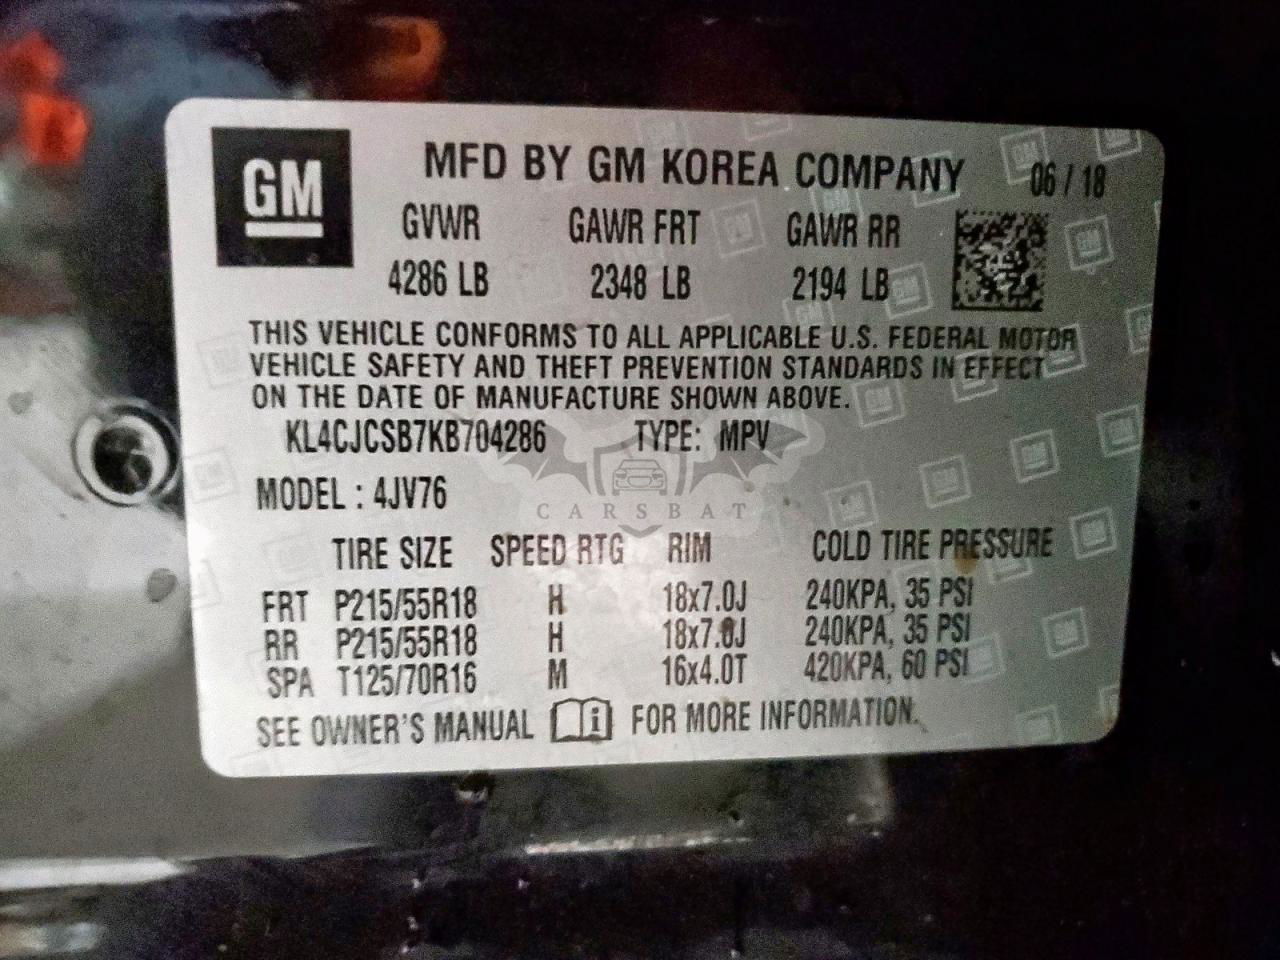 GM
MFD BY GM KOREA COMPANY 06 / 18
GVWR GAWR FRT GAWR RR
4286 LB 2348 LB 2194 LB
THIS VEHICLE CONFORMS TO ALL APPLICABLE U.S. FEDERAL MOTOR
VEHICLE SAFETY AND THEFT PREVENTION STANDARDS IN EFFECT
ON THE DATE OF MANUFACTURE SHOWN ABOVE.
KL4CJCSB7KB704286 TYPE: MPV
MODEL : 4JV76
CARSBAT
TIRE SIZE SPEED RTG RIM COLD TIRE PRESSURE
FRT P215/55R18 H 18x7.0J 240KPA, 35 PSI
RR P215/55R18 H 18x7.0J 240KPA, 35 PSI
SPA T125/70R16 M 16x4.0T 420KPA, 60 PSI
SEE OWNER'S MANUAL i FOR MORE INFORMATION.